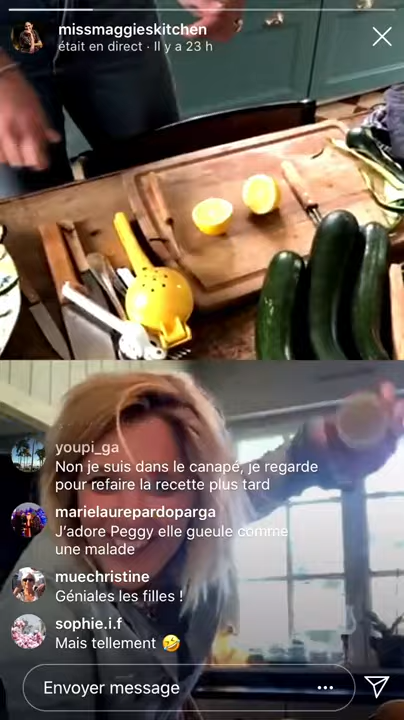 missmaggieskitchen
était en direct · Il y a 23 h
youpi_ga
Non je suis dans le canapé, je regarde
pour refaire la recette plus tard
marielaurepardoparga
J'adore Peggy elle gueule comme
une malade
muechristine
Géniales les filles !
sophie.i.f
Mais tellement 🤣
Envoyer message